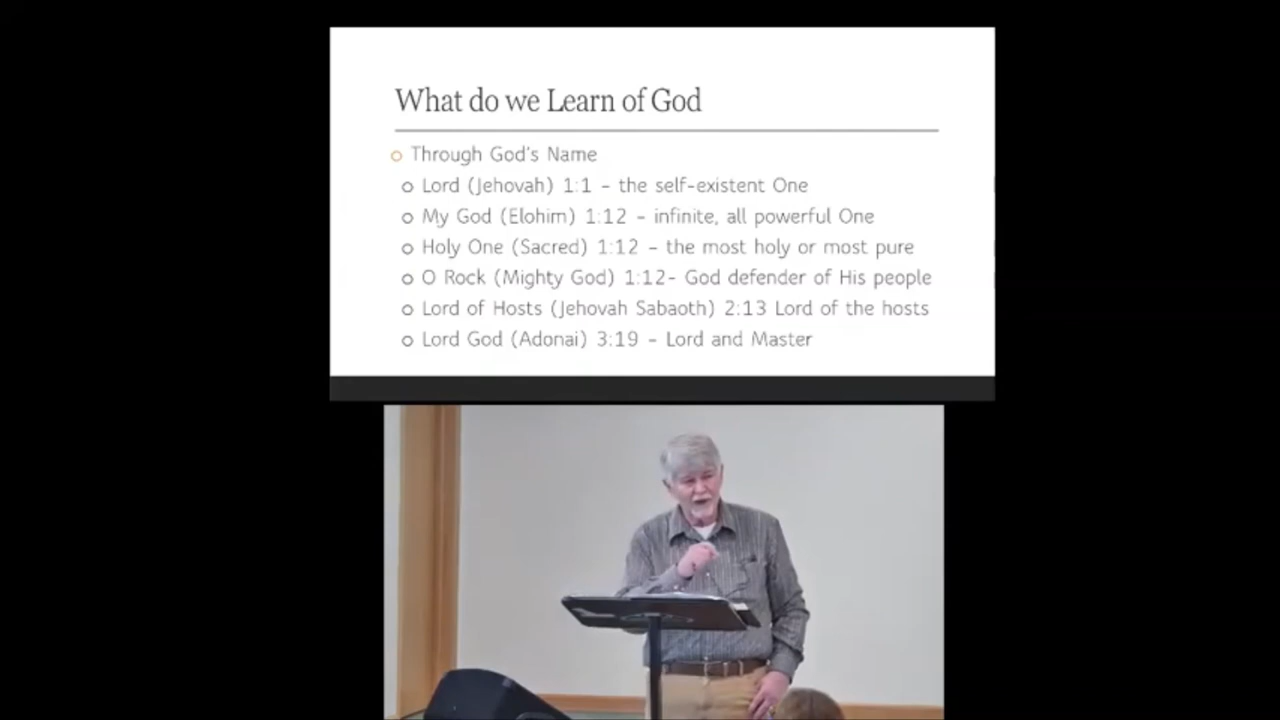 What do we Learn of God
Through God's Name
Lord (Jehovah) 1:1 – the self-existent One
My God (Elohim) 1:12 – infinite, all powerful One
Holy One (Sacred) 1:12 – the most holy or most pure
O Rock (Mighty God) 1:12- God defender of His people
Lord of Hosts (Jehovah Sabaoth) 2:13 Lord of the hosts
Lord God (Adonai) 3:19 – Lord and Master